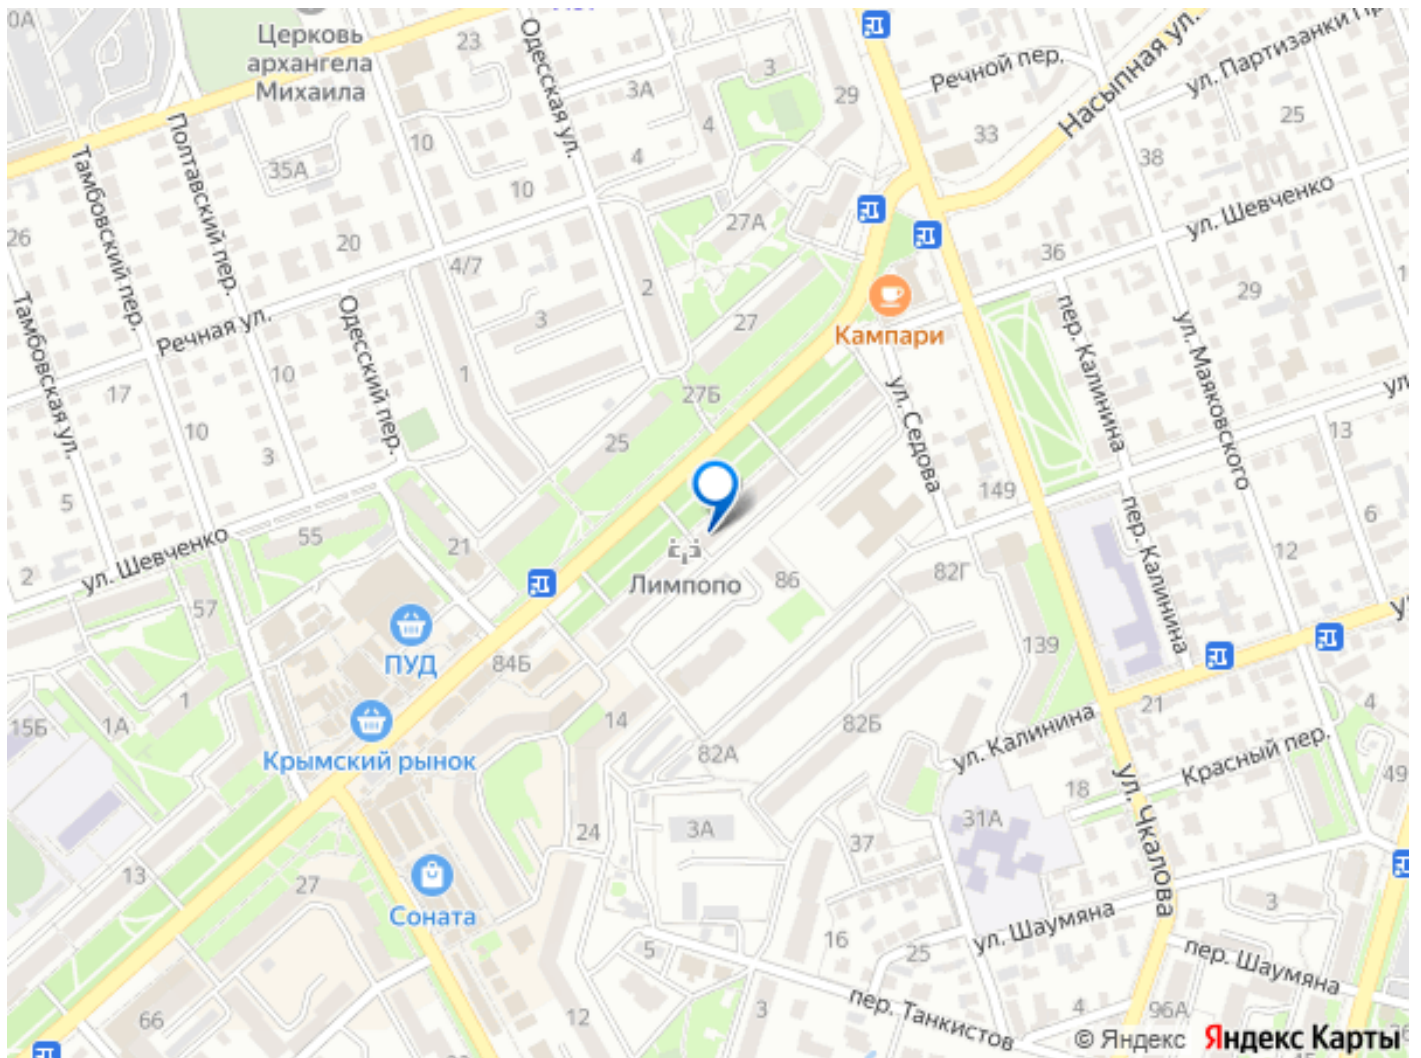 0А
Церковь
архангела
Михаила
23
Одесская ул.
3А
3
29
Речной пер.
Насыпная ул.
ул. Партизанки
25
33
4
38
Полтавский пер.
Тамбовский пер.
35А
10
4
10
ул. Шевченко
27А
26
20
4/7
2
36
29
Тамбовская ул.
Речная ул.
Одесский пер.
3
27
Кампари
пер. Калинина
ул. Маяковского
17
10
1
27Б
ул. Седова
10
3
25
13
5
149
пер. Калинина
6
ул. Шевченко
55
21
12
2
57
Лимпопо
86
82Г
ПУД
84Б
139
1
1А
15Б
14
82А
82Б
21
4
ул. Калинина
Красный пер.
Крымский рынок
ул. Чкалова
18
49
3А
24
37
31А
13
27
Соната
3
ул. Шаумяна
16
25
5
пер. Шаумяна
пер. Танкистов
66
12
3
4
96А
© Яндекс Яндекс Карты